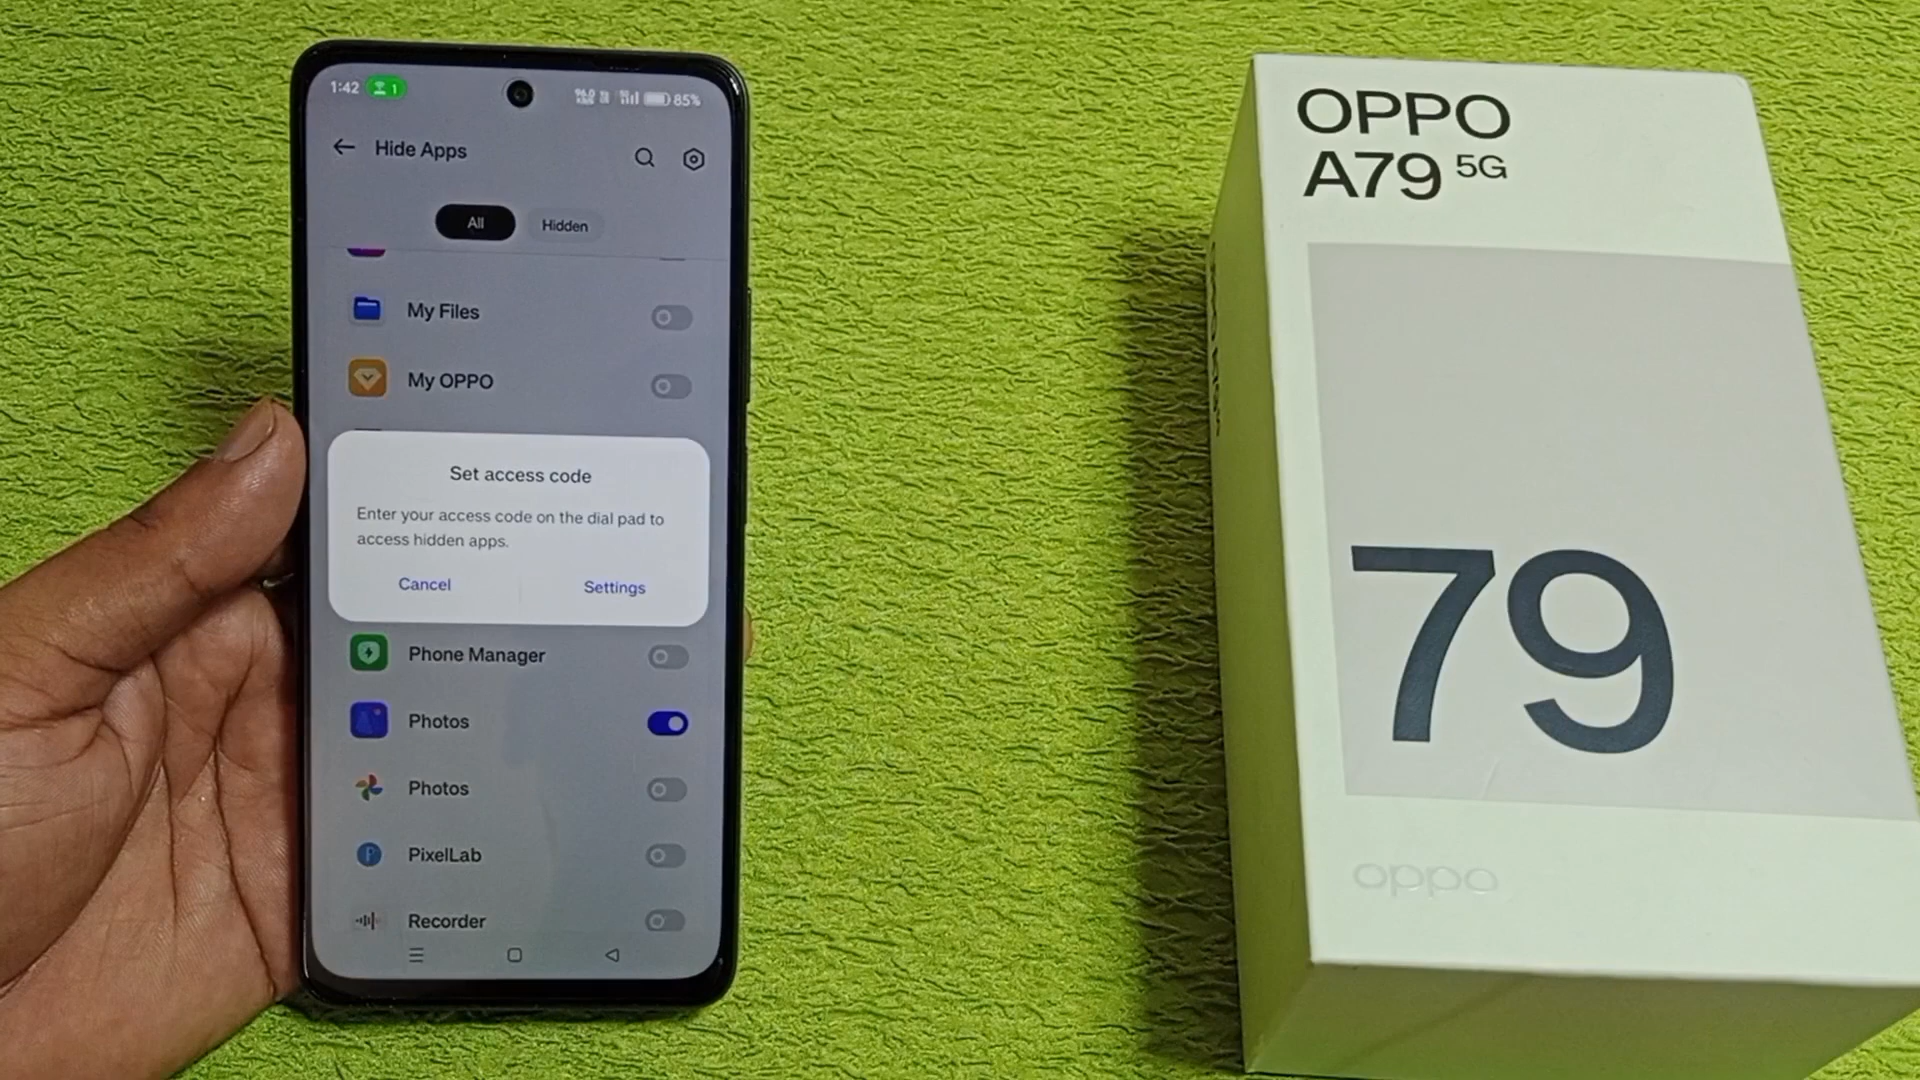 1:42
1
85%
Hide Apps
All
Hidden
My Files
My OPPO
Set access code
Enter your access code on the dial pad to
access hidden apps.
Cancel
Settings
Phone Manager
Photos
Photos
PixelLab
Recorder
OPPO
A79 5G
79
oppo